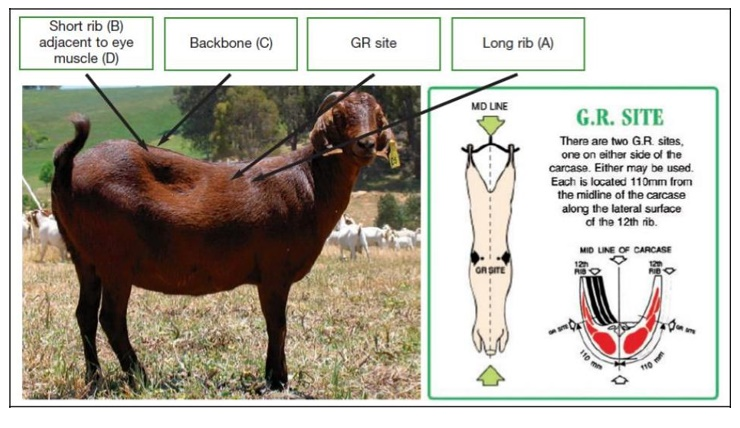 Short rib (B)
adjacent to eye
muscle (D)
Backbone (C)
GR site
Long rib (A)
MID LINE
GR SITE
G.R. SITE
There are two G.R. sites,
one on either side of the
carcase. Either may be used.
Each is located 110mm from
the midline of the carcase
along the lateral surface
of the 12th rib.
MID LINE OF CARCASE
12th
RIB
12th
RIB
GR SITE
GR SITE
110 mm
110 mm